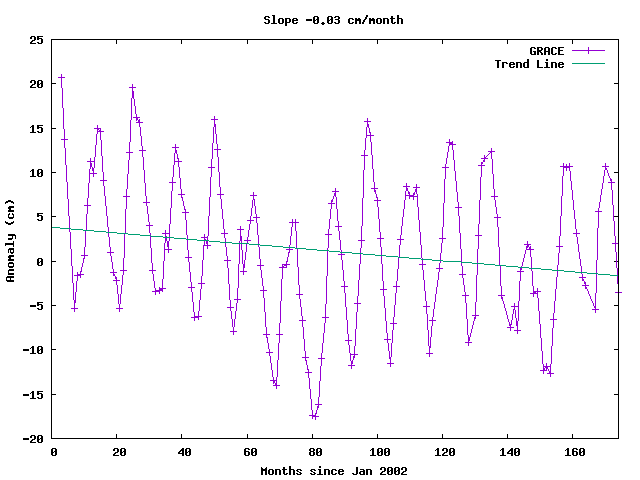 Slope -0.03 cm/month
GRACE
Trend Line
25
20
15
10
5
0
-5
-10
-15
-20
Anomaly (cm)
0 20 40 60 80 100 120 140 160
Months since Jan 2002